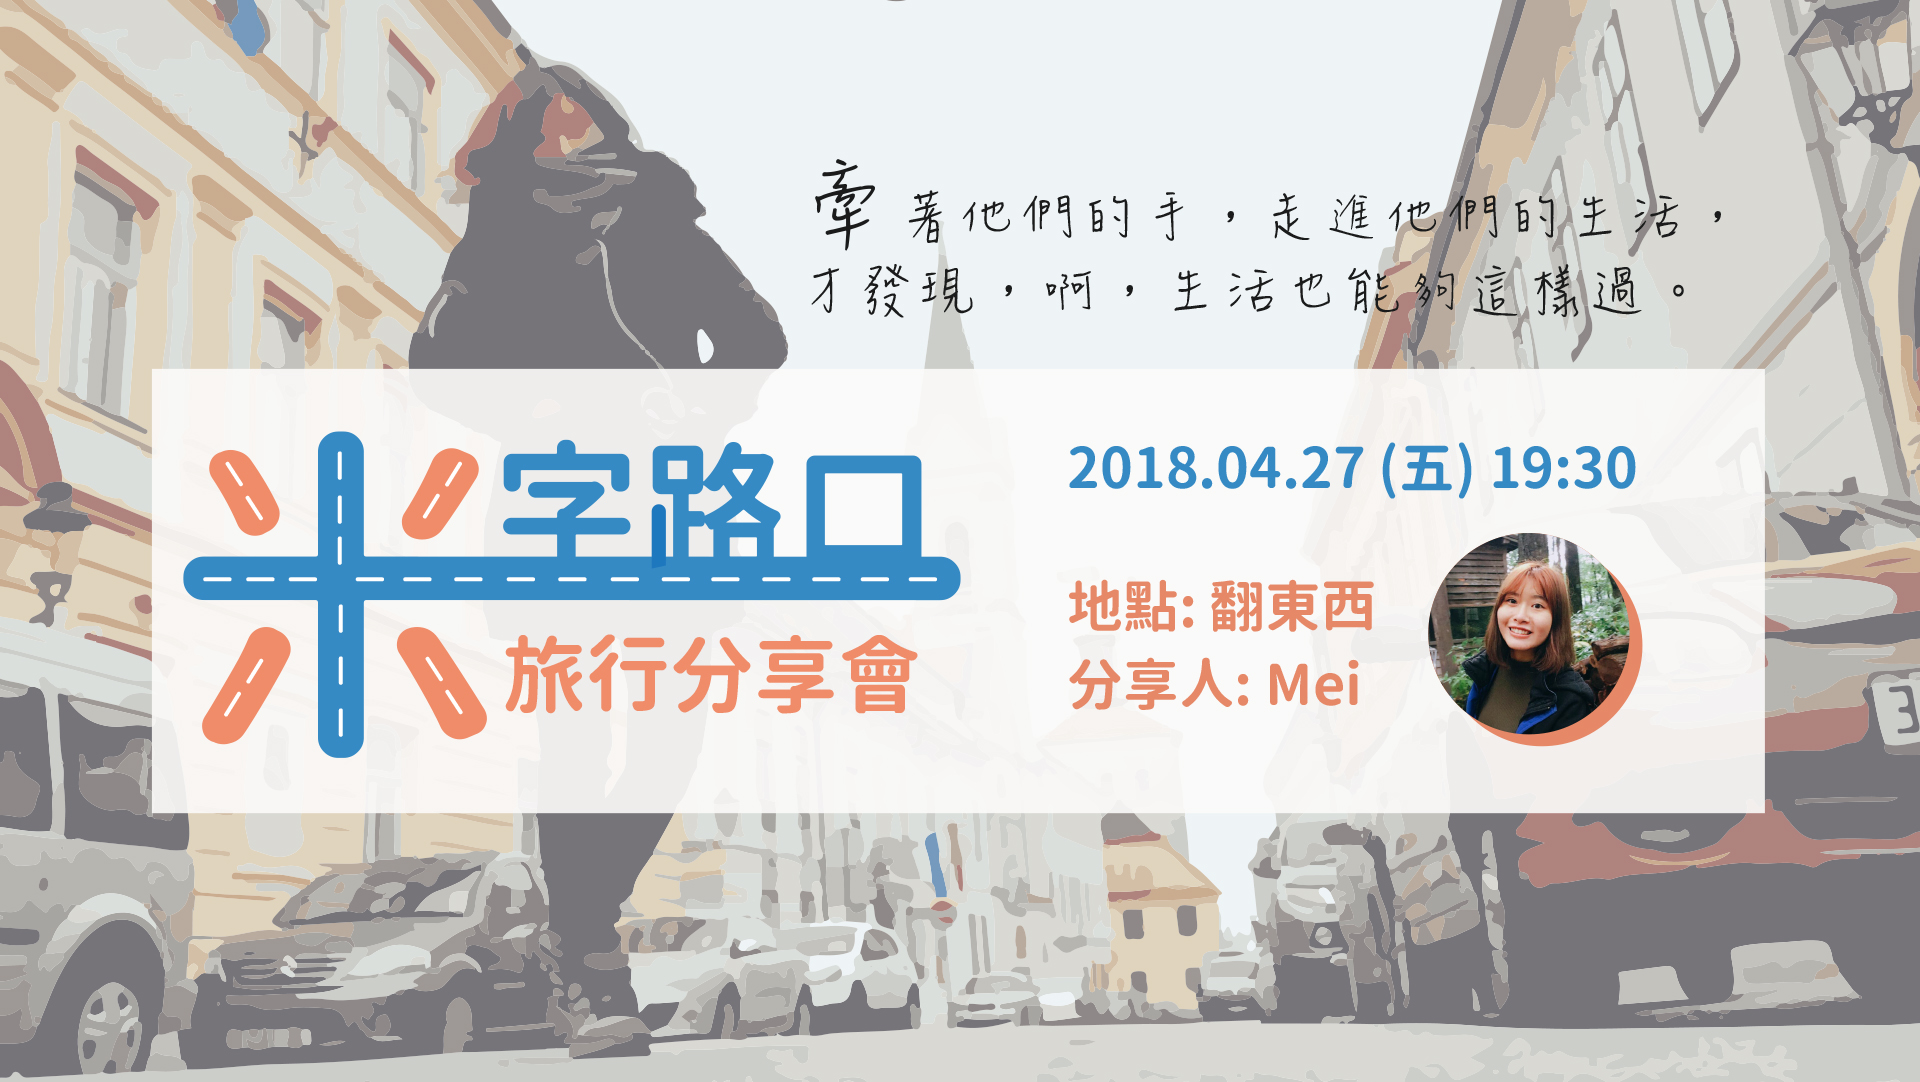 牽著他們的手，走進他們的生活，
才發現，啊，生活也能夠這樣過。
米字路口
旅行分享會
2018.04.27 (五) 19:30
地點: 翻東西
分享人: Mei
3